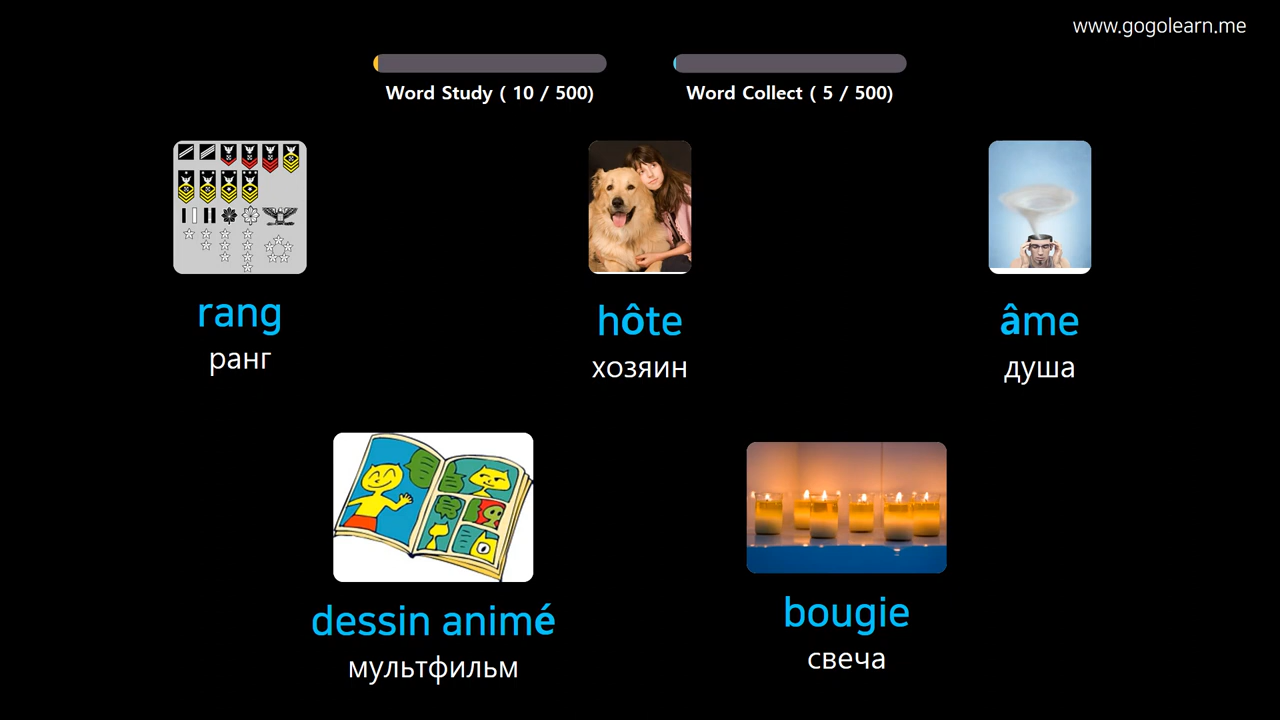 www.gogolearn.me
Word Study ( 10 / 500)
Word Collect ( 5 / 500)
rang
ранг
hôte
хозяин
âme
душа
dessin animé
мультфильм
bougie
свеча